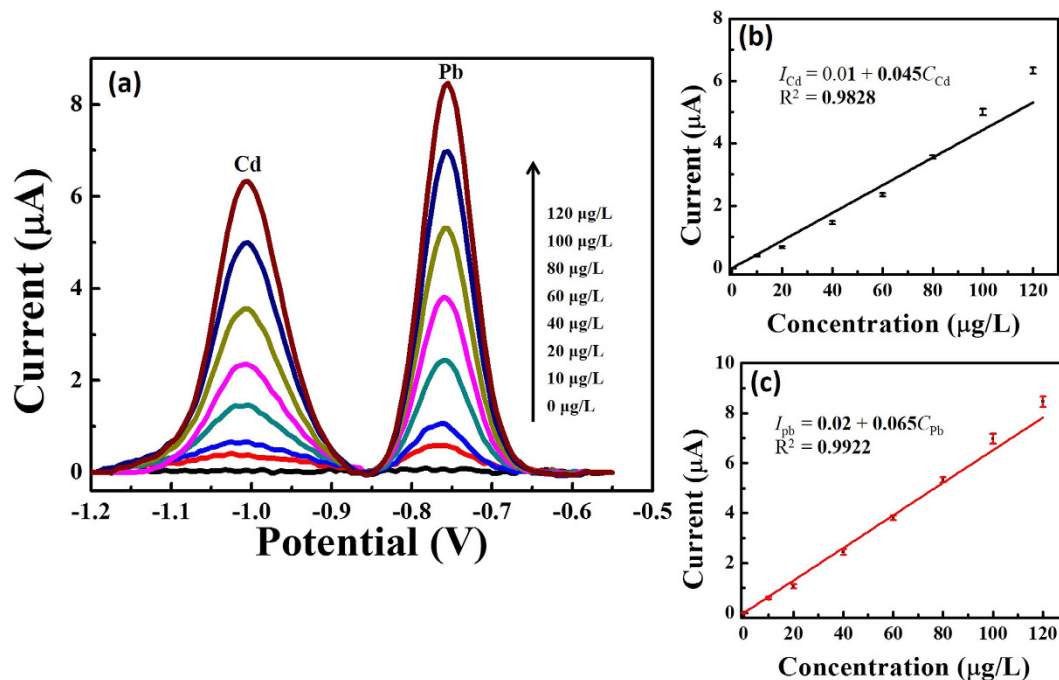 (a)
Cd
Pb
120 µg/L
100 µg/L
80 µg/L
60 µg/L
40 µg/L
20 µg/L
10 µg/L
0 µg/L
8
6
4
2
0
Current (µA)
-1.2 -1.1 -1.0 -0.9 -0.8 -0.7 -0.6 -0.5
Potential (V)
(b)
I_Cd = 0.01 + 0.045C_Cd
R² = 0.9828
8
6
4
2
0
Current (µA)
0 20 40 60 80 100 120
Concentration (µg/L)
(c)
I_pb = 0.02 + 0.065C_Pb
R² = 0.9922
10
8
6
4
2
0
Current (µA)
0 20 40 60 80 100 120
Concentration (µg/L)